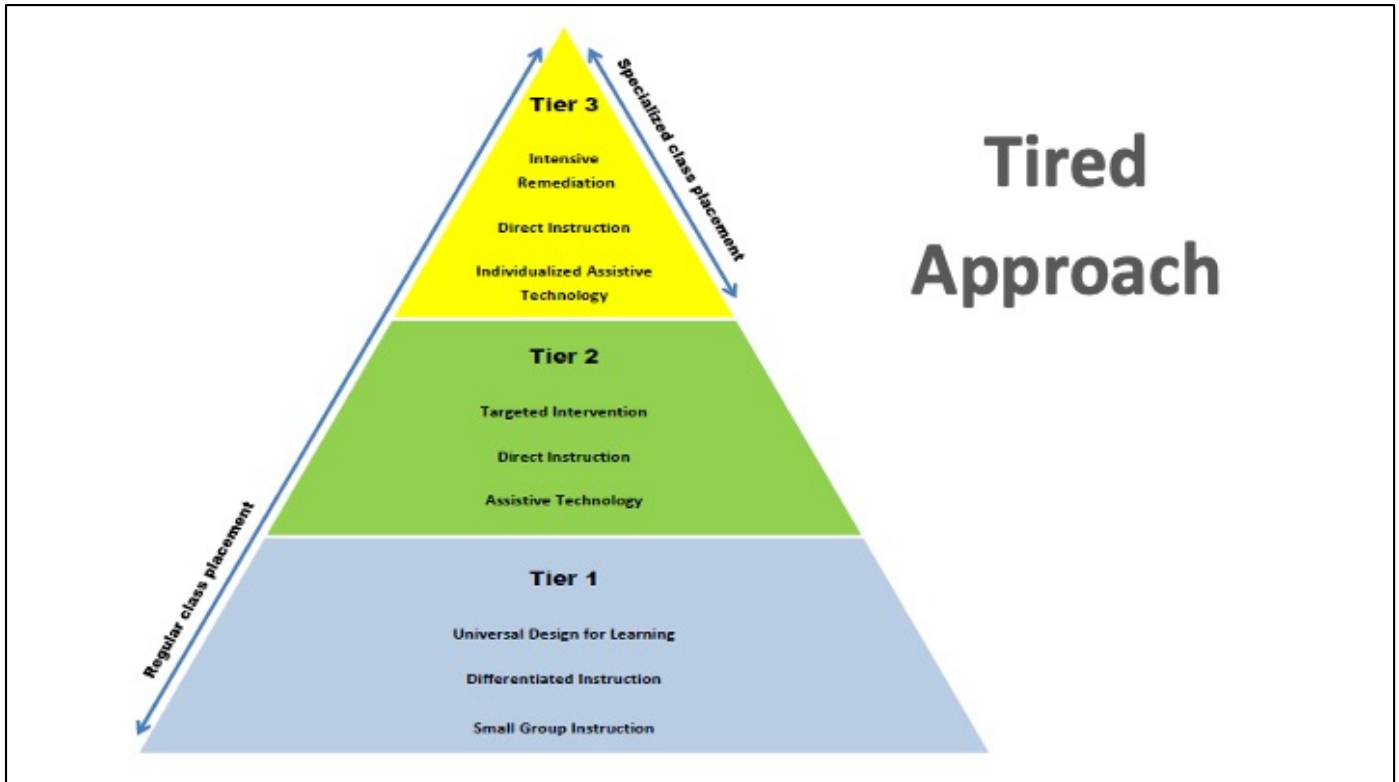 Tired
Approach
Tier 3
Intensive
Remediation
Direct Instruction
Individualized Assistive
Technology
Specialized class placement
Tier 2
Targeted Intervention
Direct Instruction
Assistive Technology
Regular class placement
Tier 1
Universal Design for Learning
Differentiated Instruction
Small Group Instruction